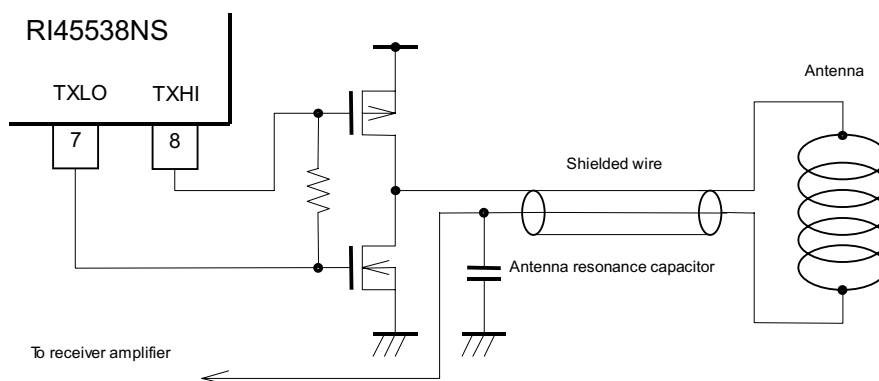 RI45538NS
TXLO TXHI
7 8
Antenna
Shielded wire
Antenna resonance capacitor
To receiver amplifier